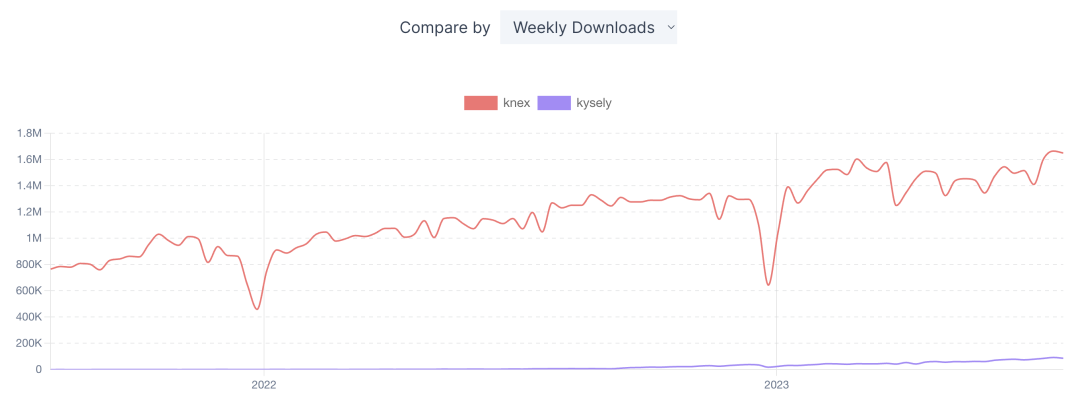 Compare by Weekly Downloads
knex kysely
1.8M
1.6M
1.4M
1.2M
1M
800K
600K
400K
200K
0
2022 2023